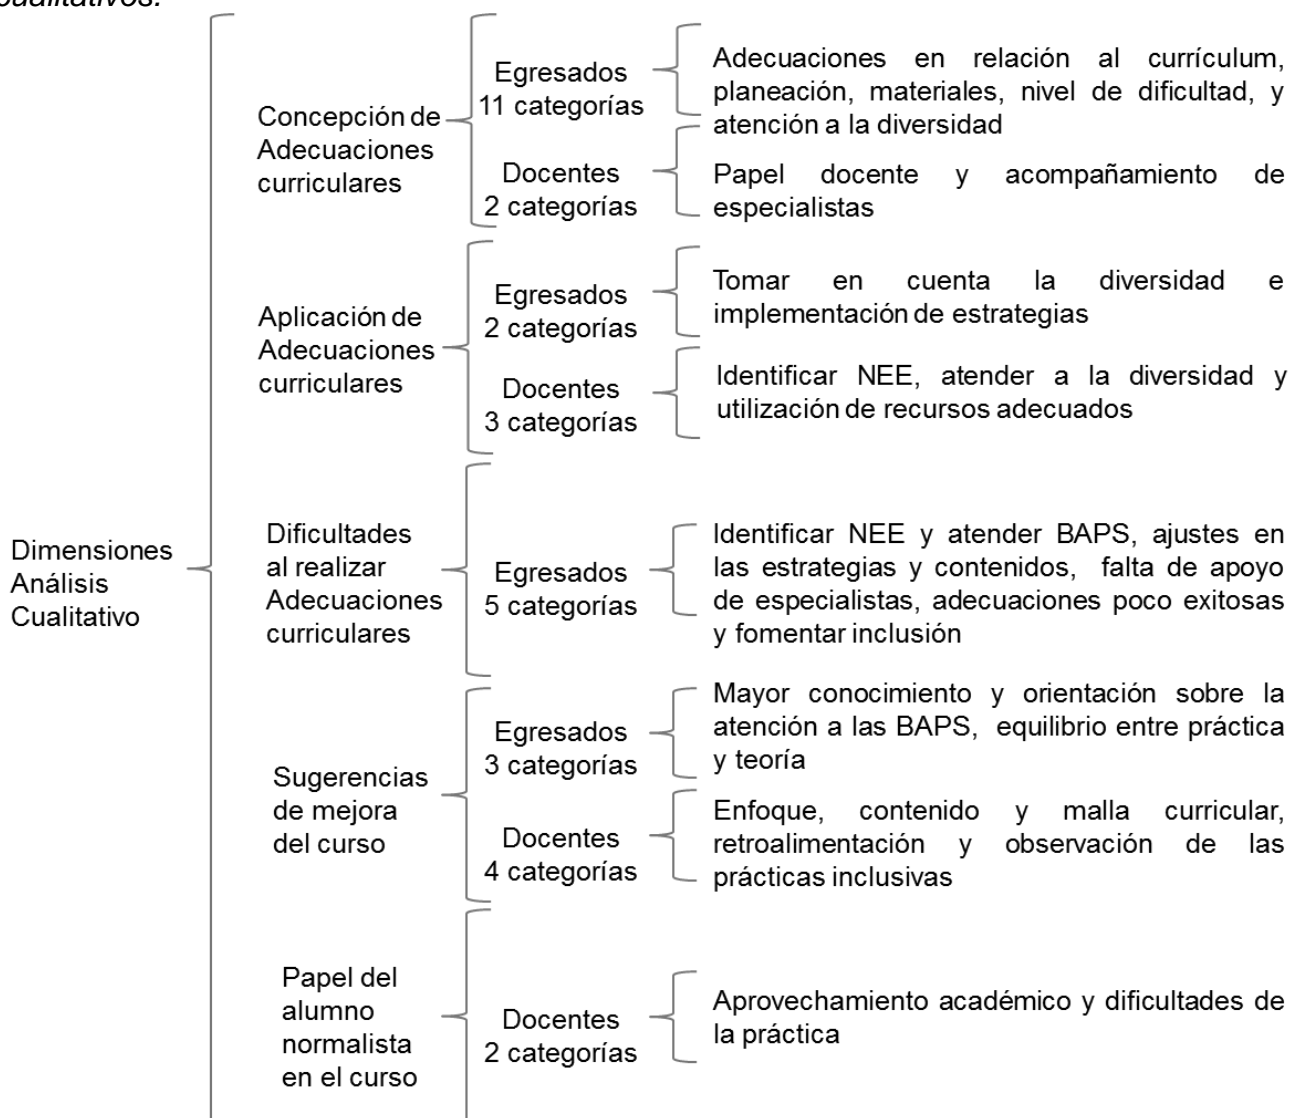 cualitativos.
Dimensiones
Análisis
Cualitativo
Concepción de
Adecuaciones
curriculares
Egresados
11 categorías
Adecuaciones en relación al currículum,
planeación, materiales, nivel de dificultad, y
atención a la diversidad
Docentes
2 categorías
Papel docente y acompañamiento de
especialistas
Aplicación de
Adecuaciones
curriculares
Egresados
2 categorías
Tomar en cuenta la diversidad e
implementación de estrategias
Docentes
3 categorías
Identificar NEE, atender a la diversidad y
utilización de recursos adecuados
Dificultades
al realizar
Adecuaciones
curriculares
Egresados
5 categorías
Identificar NEE y atender BAPS, ajustes en
las estrategias y contenidos, falta de apoyo
de especialistas, adecuaciones poco exitosas
y fomentar inclusión
Sugerencias
de mejora
del curso
Egresados
3 categorías
Mayor conocimiento y orientación sobre la
atención a las BAPS, equilibrio entre práctica
y teoría
Docentes
4 categorías
Enfoque, contenido y malla curricular,
retroalimentación y observación de las
prácticas inclusivas
Papel del
alumno
normalista
en el curso
Docentes
2 categorías
Aprovechamiento académico y dificultades de
la práctica